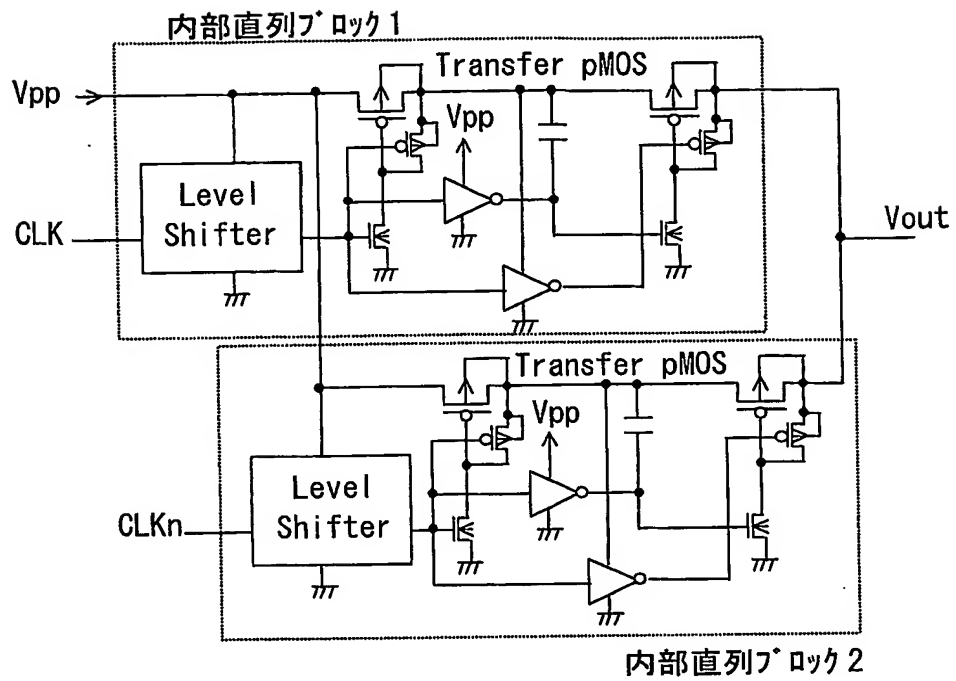 内部直列ﾌﾞﾛｯｸ1
Transfer pMOS
Vpp
Vpp
Level
Shifter
CLK
Vout
Transfer pMOS
Vpp
Level
Shifter
CLKn
内部直列ﾌﾞﾛｯｸ2